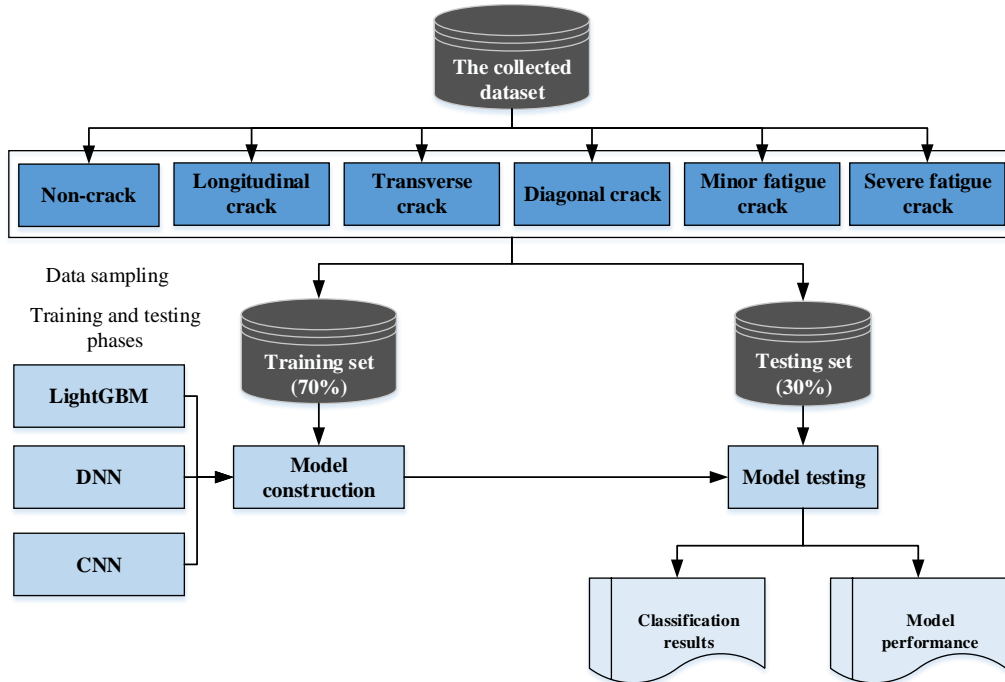 The collected
dataset
Non-crack
Longitudinal
crack
Transverse
crack
Diagonal crack
Minor fatigue
crack
Severe fatigue
crack
Data sampling
Training and testing
phases
Training set
(70%)
Testing set
(30%)
LightGBM
DNN
CNN
Model
construction
Model testing
Classification
results
Model
performance